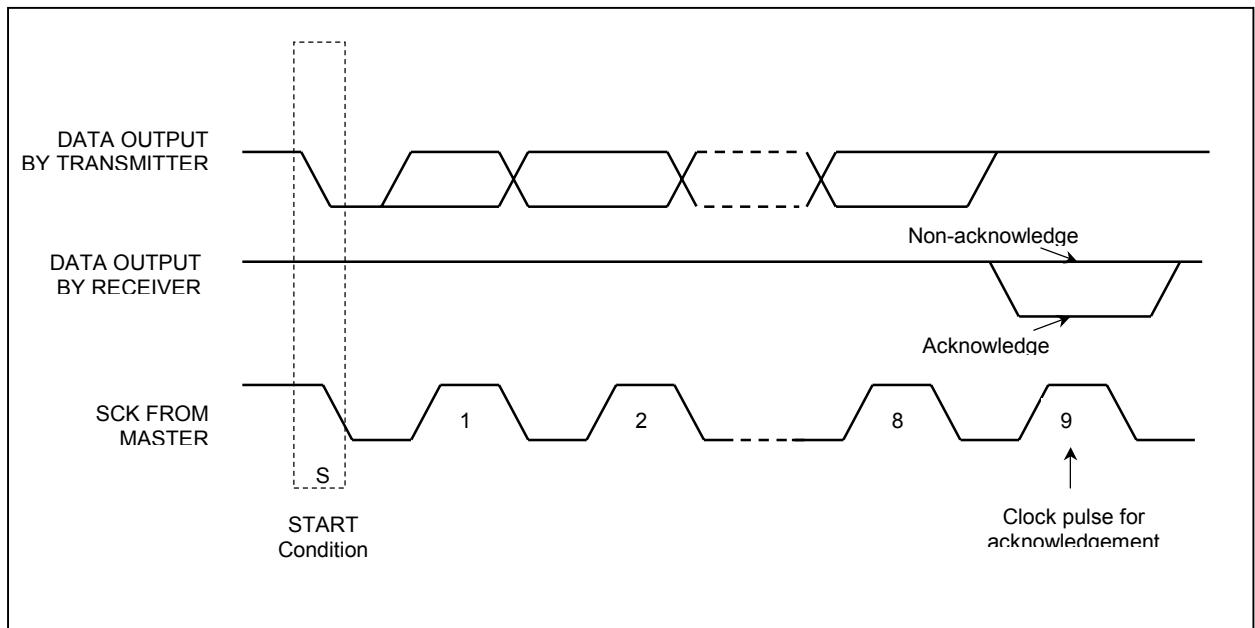 DATA OUTPUT
BY TRANSMITTER
Non-acknowledge
DATA OUTPUT
BY RECEIVER
Acknowledge
SCK FROM
MASTER
1
2
8
9
S
START
Condition
Clock pulse for
acknowledgement